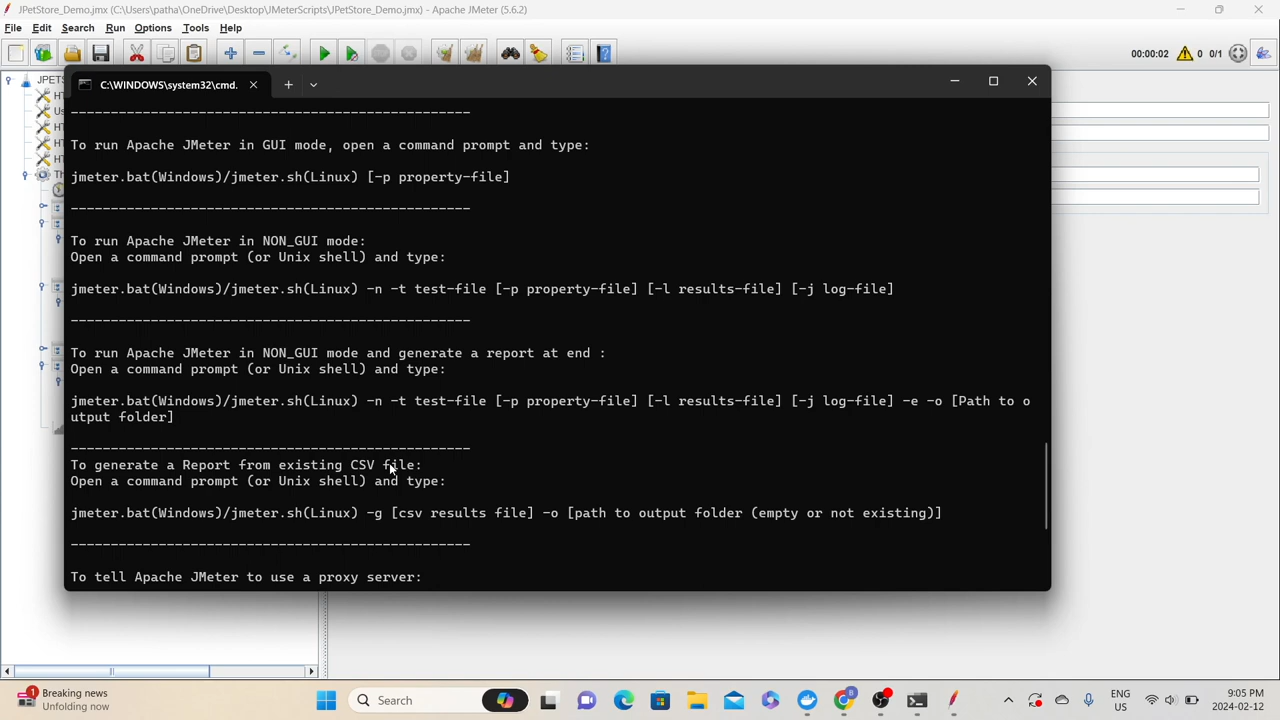 JPetStore_Demo.jmx (C:\Users\patha\OneDrive\Desktop\JMeterScripts\JPetStore_Demo.jmx) - Apache JMeter (5.6.2)
File Edit Search Run Options Tools Help
00:00:02 0 0/1
C:\WINDOWS\system32\cmd.
JPETS
HT
Us
HT
HT
HT
Th
--------------------------------------------------
To run Apache JMeter in GUI mode, open a command prompt and type:
jmeter.bat(Windows)/jmeter.sh(Linux) [-p property-file]
--------------------------------------------------
To run Apache JMeter in NON_GUI mode:
Open a command prompt (or Unix shell) and type:
jmeter.bat(Windows)/jmeter.sh(Linux) -n -t test-file [-p property-file] [-l results-file] [-j log-file]
--------------------------------------------------
To run Apache JMeter in NON_GUI mode and generate a report at end :
Open a command prompt (or Unix shell) and type:
jmeter.bat(Windows)/jmeter.sh(Linux) -n -t test-file [-p property-file] [-l results-file] [-j log-file] -e -o [Path to o
utput folder]
--------------------------------------------------
To generate a Report from existing CSV file:
Open a command prompt (or Unix shell) and type:
jmeter.bat(Windows)/jmeter.sh(Linux) -g [csv results file] -o [path to output folder (empty or not existing)]
--------------------------------------------------
To tell Apache JMeter to use a proxy server:
1
Breaking news
Unfolding now
Search
ENG
US
9:05 PM
2024-02-12